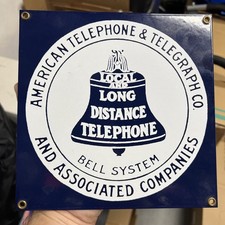 AMERICAN TELEPHONE & TELEGRAPH CO.
LOCAL
AND
LONG
DISTANCE
TELEPHONE
BELL SYSTEM
AND ASSOCIATED COMPANIES